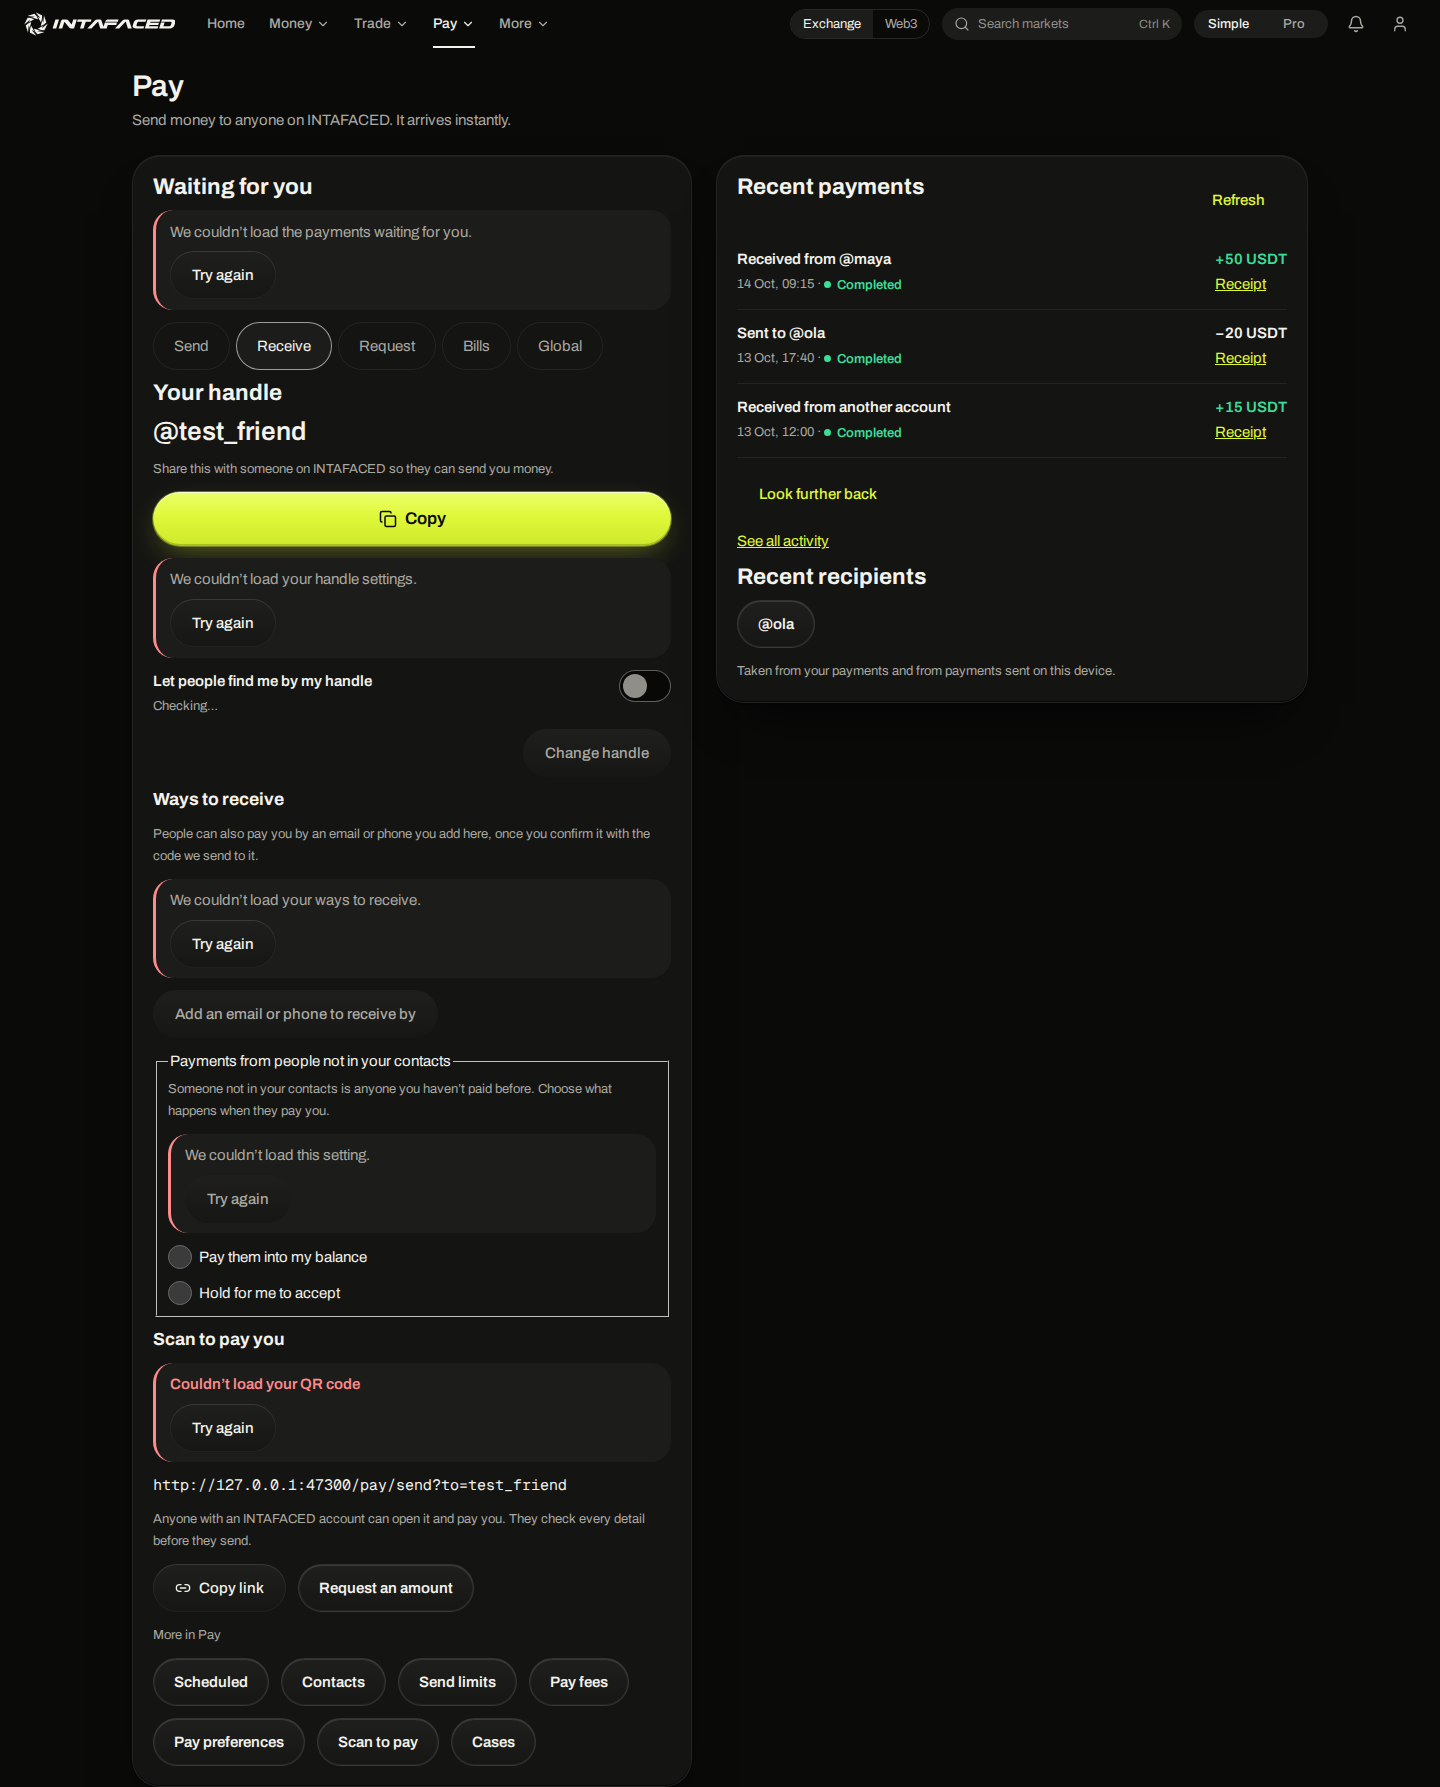 INTAFACED
Home
Money
Trade
Pay
More
Exchange
Web3
Search markets
Ctrl K
Simple
Pro
Pay
Send money to anyone on INTAFACED. It arrives instantly.
Waiting for you
We couldn’t load the payments waiting for you.
Try again
Send
Receive
Request
Bills
Global
Your handle
@test_friend
Share this with someone on INTAFACED so they can send you money.
Copy
We couldn’t load your handle settings.
Try again
Let people find me by my handle
Checking…
Change handle
Ways to receive
People can also pay you by an email or phone you add here, once you confirm it with the
code we send to it.
We couldn’t load your ways to receive.
Try again
Add an email or phone to receive by
Payments from people not in your contacts
Someone not in your contacts is anyone you haven’t paid before. Choose what
happens when they pay you.
We couldn’t load this setting.
Try again
Pay them into my balance
Hold for me to accept
Scan to pay you
Couldn’t load your QR code
Try again
http://127.0.0.1:47300/pay/send?to=test_friend
Anyone with an INTAFACED account can open it and pay you. They check every detail
before they send.
Copy link
Request an amount
More in Pay
Scheduled
Contacts
Send limits
Pay fees
Pay preferences
Scan to pay
Cases
Recent payments
Refresh
Received from @maya
+50 USDT
14 Oct, 09:15 · Completed
Receipt
Sent to @ola
−20 USDT
13 Oct, 17:40 · Completed
Receipt
Received from another account
+15 USDT
13 Oct, 12:00 · Completed
Receipt
Look further back
See all activity
Recent recipients
@ola
Taken from your payments and from payments sent on this device.